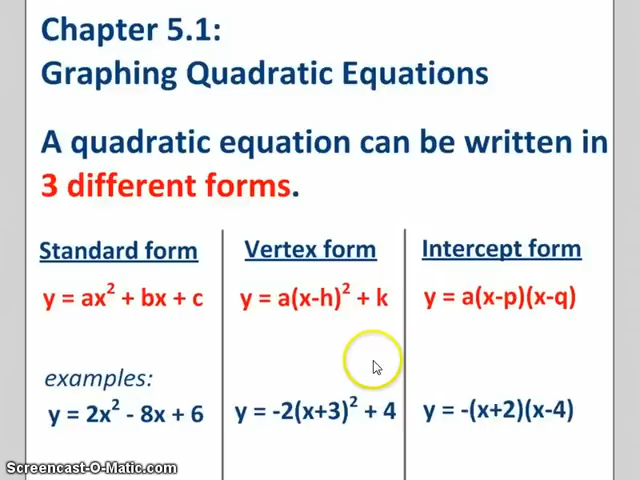 Chapter 5.1:
Graphing Quadratic Equations
A quadratic equation can be written in
3 different forms.
Standard form
y = ax² + bx + c
examples:
y = 2x² - 8x + 6
Vertex form
y = a(x-h)² + k
y = -2(x+3)² + 4
Intercept form
y = a(x-p)(x-q)
y = -(x+2)(x-4)
Screencast-O-Matic.com